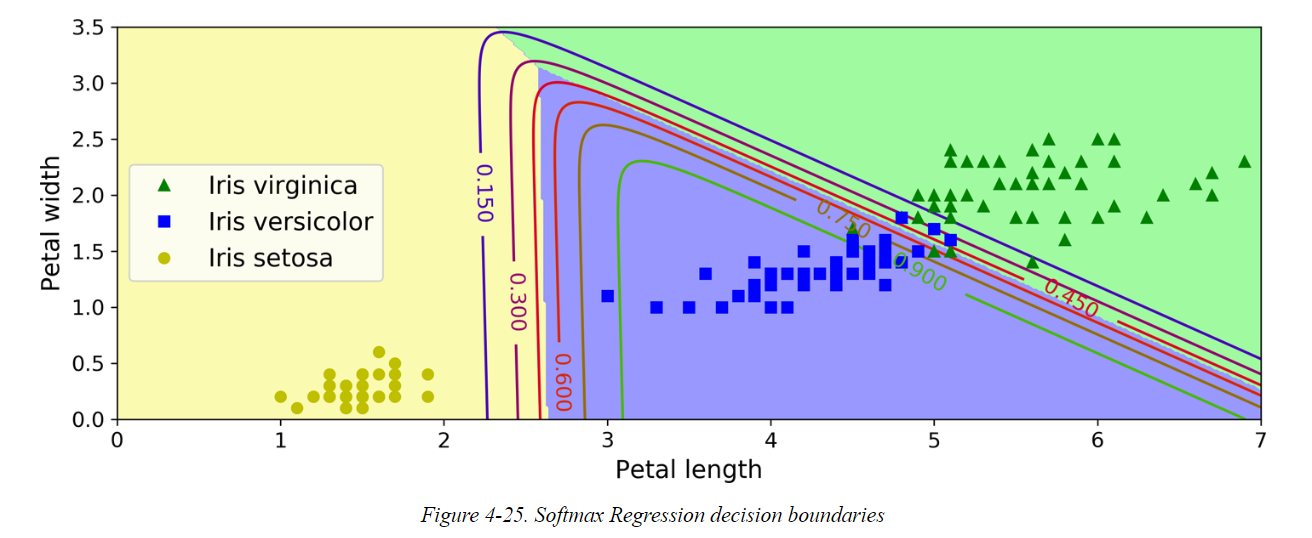 3.5
3.0
2.5
2.0
1.5
1.0
0.5
0.0
Petal width
Iris virginica
Iris versicolor
Iris setosa
0.150
0.300
0.600
0.750
0.900
0.450
0 1 2 3 4 5 6 7
Petal length
Figure 4-25. Softmax Regression decision boundaries